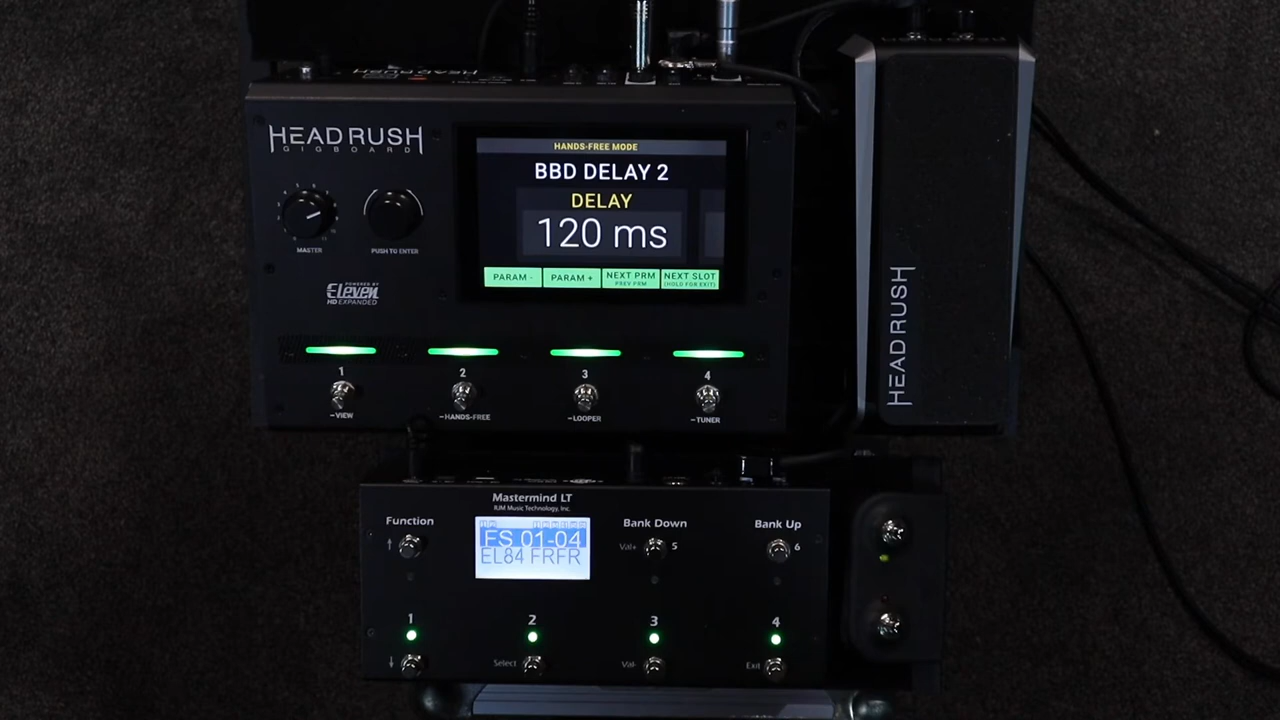 HEADRUSH
HEADRUSH
GIGBOARD
MASTER
PUSH TO ENTER
POWERED BY
Eleven
HD EXPANDED
HANDS-FREE MODE
BBD DELAY 2
DELAY
120 ms
PARAM -
PARAM +
NEXT PRM
PREV PRM
NEXT SLOT
(HOLD FOR EXIT)
1
2
3
4
–VIEW
–HANDS-FREE
–LOOPER
–TUNER
HEADRUSH
Mastermind LT
RJM Music Technology, Inc.
Function
Bank Down
Bank Up
FS 01-04
EL84 FRFR
Val+
5
6
1
2
3
4
Select
Val-
Exit